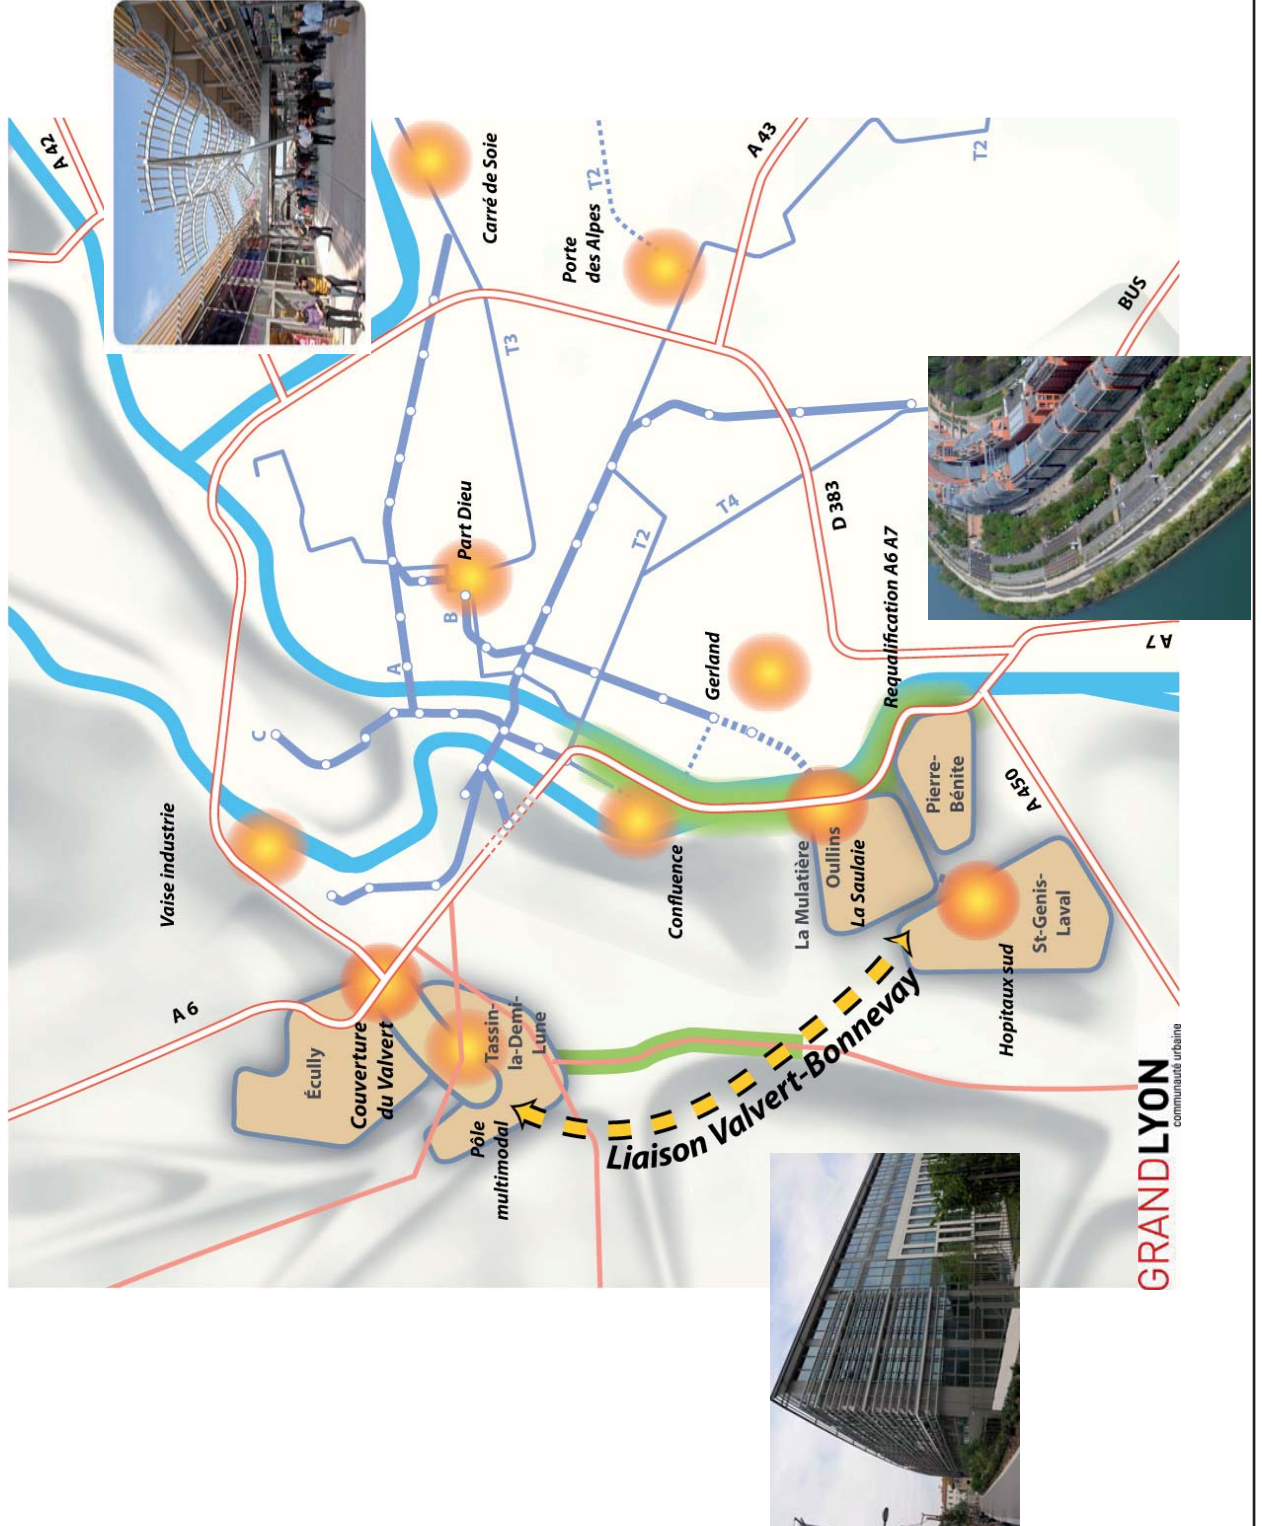 A 42
Carré de Soie
T2
Porte
des Alpes
A 43
T2
BUS
T3
Part Dieu
B
A
C
T2
T4
D 383
Requalification A6 A7
A7
Gerland
Vaise industrie
Confluence
La Mulatière
Oullins
La Saulaie
Pierre-
Bénite
A 450
St-Genis-
Laval
Hopitaux sud
A 6
Écully
Couverture
du Valvert
Tassin-
la-Demi-
Lune
Pôle
multimodal
Liaison Valvert-Bonnevay
GRANDLYON
communauté urbaine